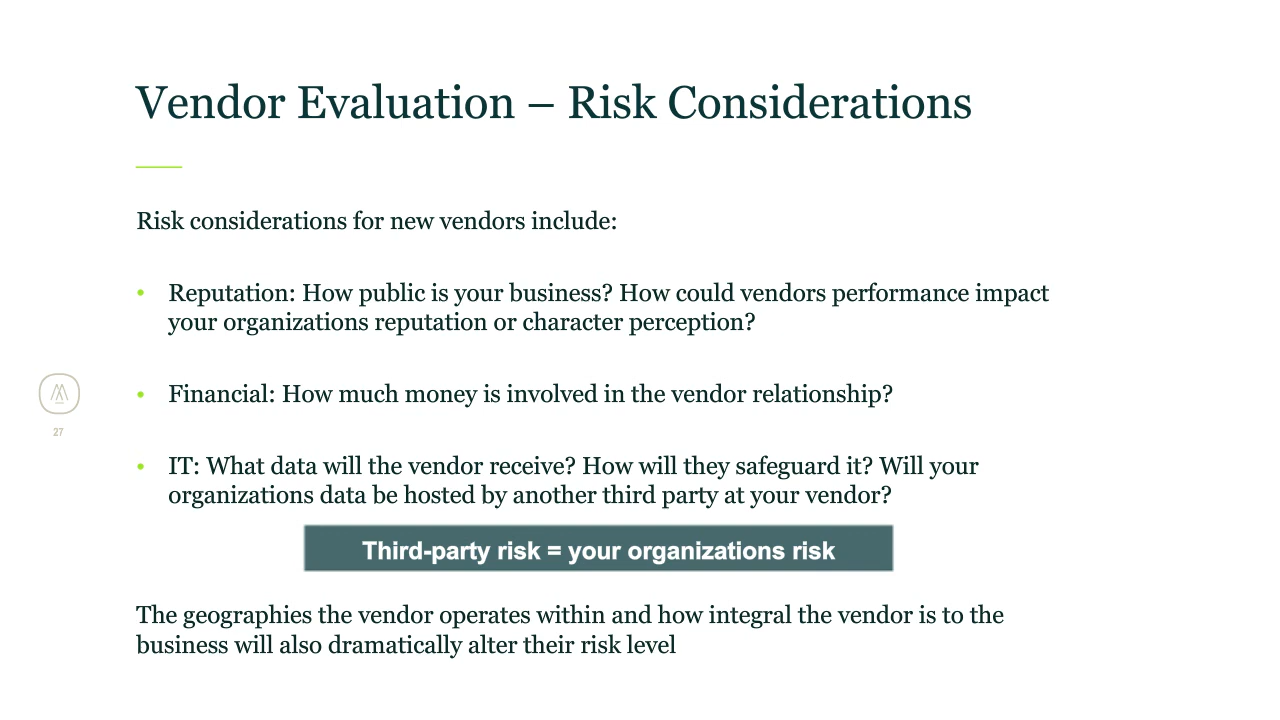 Vendor Evaluation – Risk Considerations
Risk considerations for new vendors include:
• Reputation: How public is your business? How could vendors performance impact
your organizations reputation or character perception?
• Financial: How much money is involved in the vendor relationship?
27
• IT: What data will the vendor receive? How will they safeguard it? Will your
organizations data be hosted by another third party at your vendor?
Third-party risk = your organizations risk
The geographies the vendor operates within and how integral the vendor is to the
business will also dramatically alter their risk level